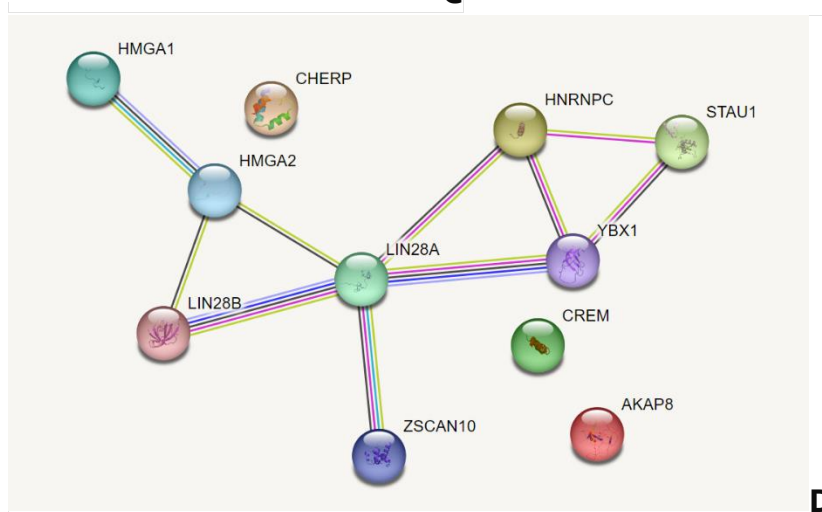 HMGA1
CHERP
HNRNPC
STAU1
HMGA2
YBX1
LIN28A
LIN28B
CREM
AKAP8
ZSCAN10